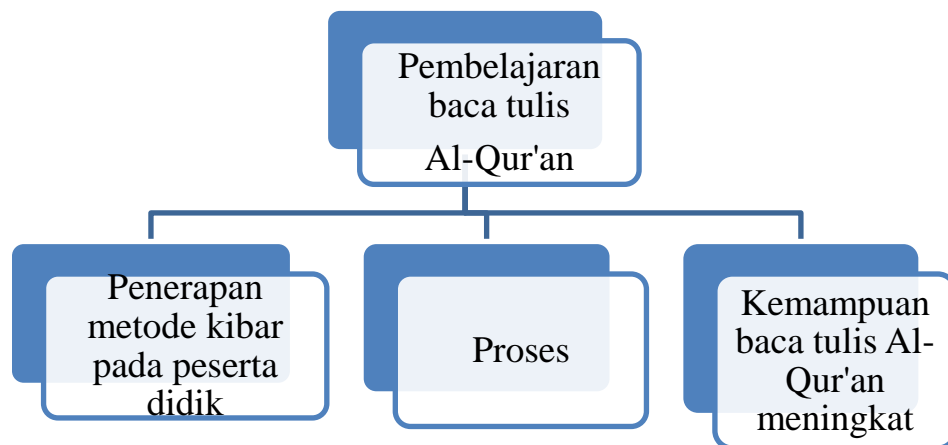 Pembelajaran
baca tulis
Al-Qur'an
Penerapan
metode kibar
pada peserta
didik
Proses
Kemampuan
baca tulis Al-
Qur'an
meningkat